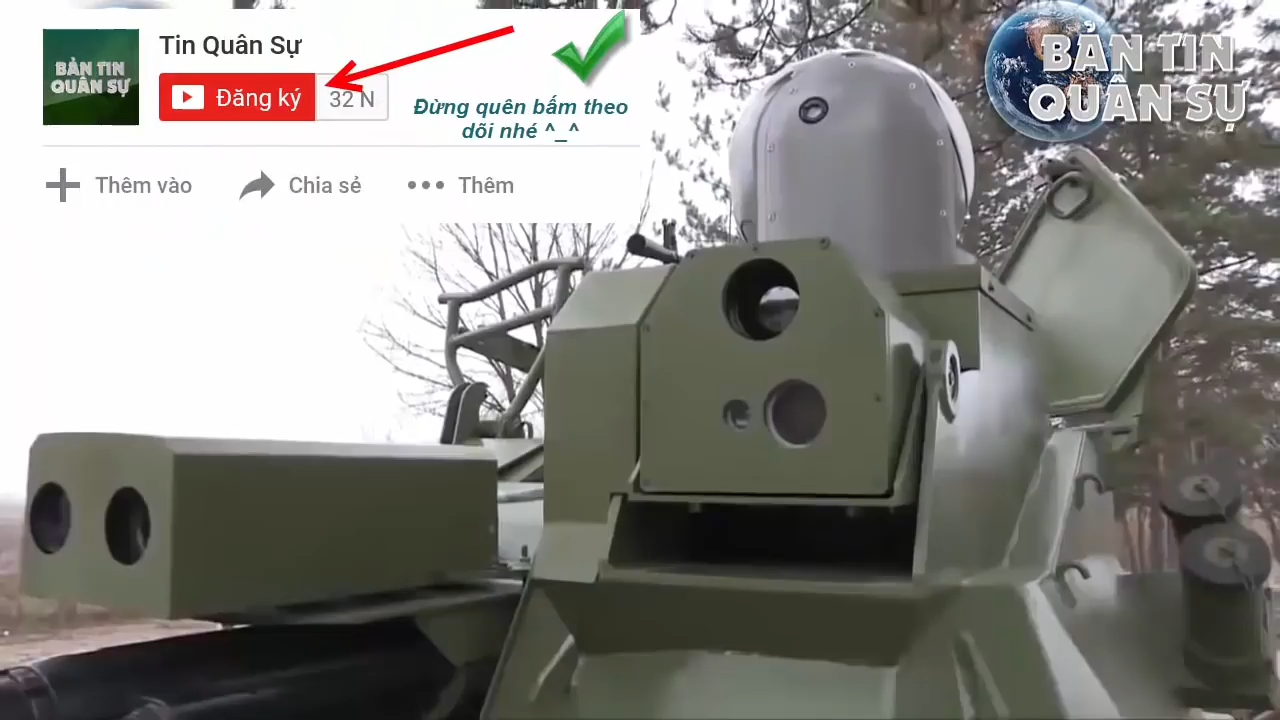 BẢN TIN
QUÂN SỰ
Tin Quân Sự
Đăng ký
32 N
Đừng quên bấm theo
dõi nhé ^_^
Thêm vào
Chia sẻ
Thêm
BẢN TIN
QUÂN SỰ